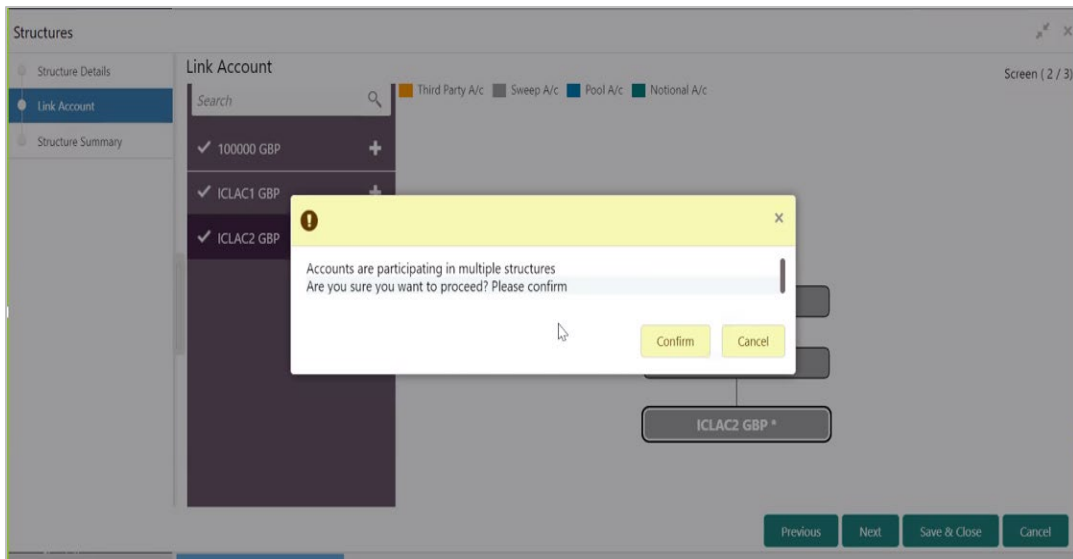 Structures
Structure Details
Link Account
Structure Summary
Link Account
Screen ( 2 / 3)
Search
Third Party A/c Sweep A/c Pool A/c Notional A/c
100000 GBP
ICLAC1 GBP
ICLAC2 GBP
Accounts are participating in multiple structures
Are you sure you want to proceed? Please confirm
Confirm Cancel
ICLAC2 GBP *
Previous Next Save & Close Cancel